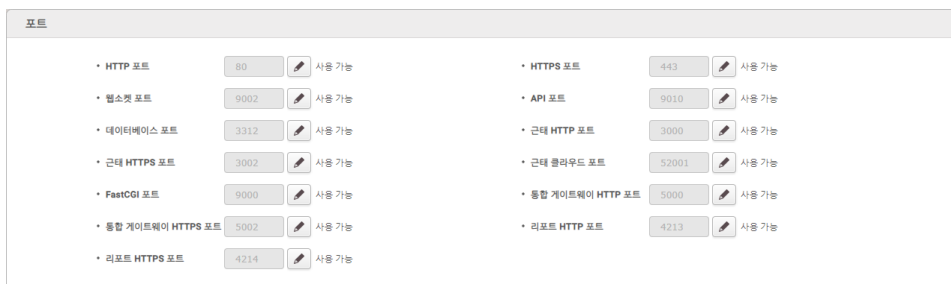 포트
• HTTP 포트 80 사용 가능 • HTTPS 포트 443 사용 가능
• 웹소켓 포트 9002 사용 가능 • API 포트 9010 사용 가능
• 데이터베이스 포트 3312 사용 가능 • 근태 HTTP 포트 3000 사용 가능
• 근태 HTTPS 포트 3002 사용 가능 • 근태 클라우드 포트 52001 사용 가능
• FastCGI 포트 9000 사용 가능 • 통합 게이트웨이 HTTP 포트 5000 사용 가능
• 통합 게이트웨이 HTTPS 포트 5002 사용 가능 • 리포트 HTTP 포트 4213 사용 가능
• 리포트 HTTPS 포트 4214 사용 가능